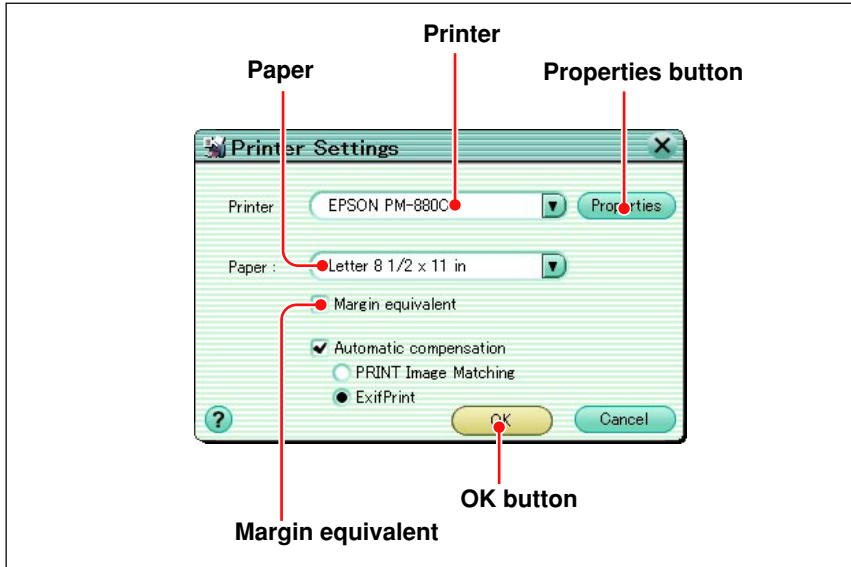 Printer
Paper
Properties button
Printer Settings
Printer
EPSON PM-880C
Properties
Paper :
Letter 8 1/2 x 11 in
Margin equivalent
Automatic compensation
PRINT Image Matching
ExifPrint
?
OK
Cancel
OK button
Margin equivalent